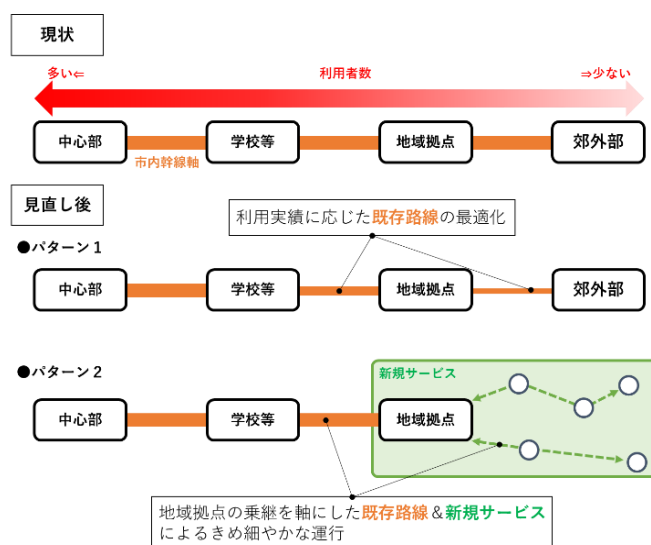 現状
多い⇐
利用者数
⇒少ない
中心部
学校等
地域拠点
郊外部
市内幹線軸
見直し後
利用実績に応じた既存路線の最適化
●パターン1
中心部
学校等
地域拠点
郊外部
●パターン2
新規サービス
中心部
学校等
地域拠点
地域拠点の乗継を軸にした既存路線&新規サービス
によるきめ細やかな運行